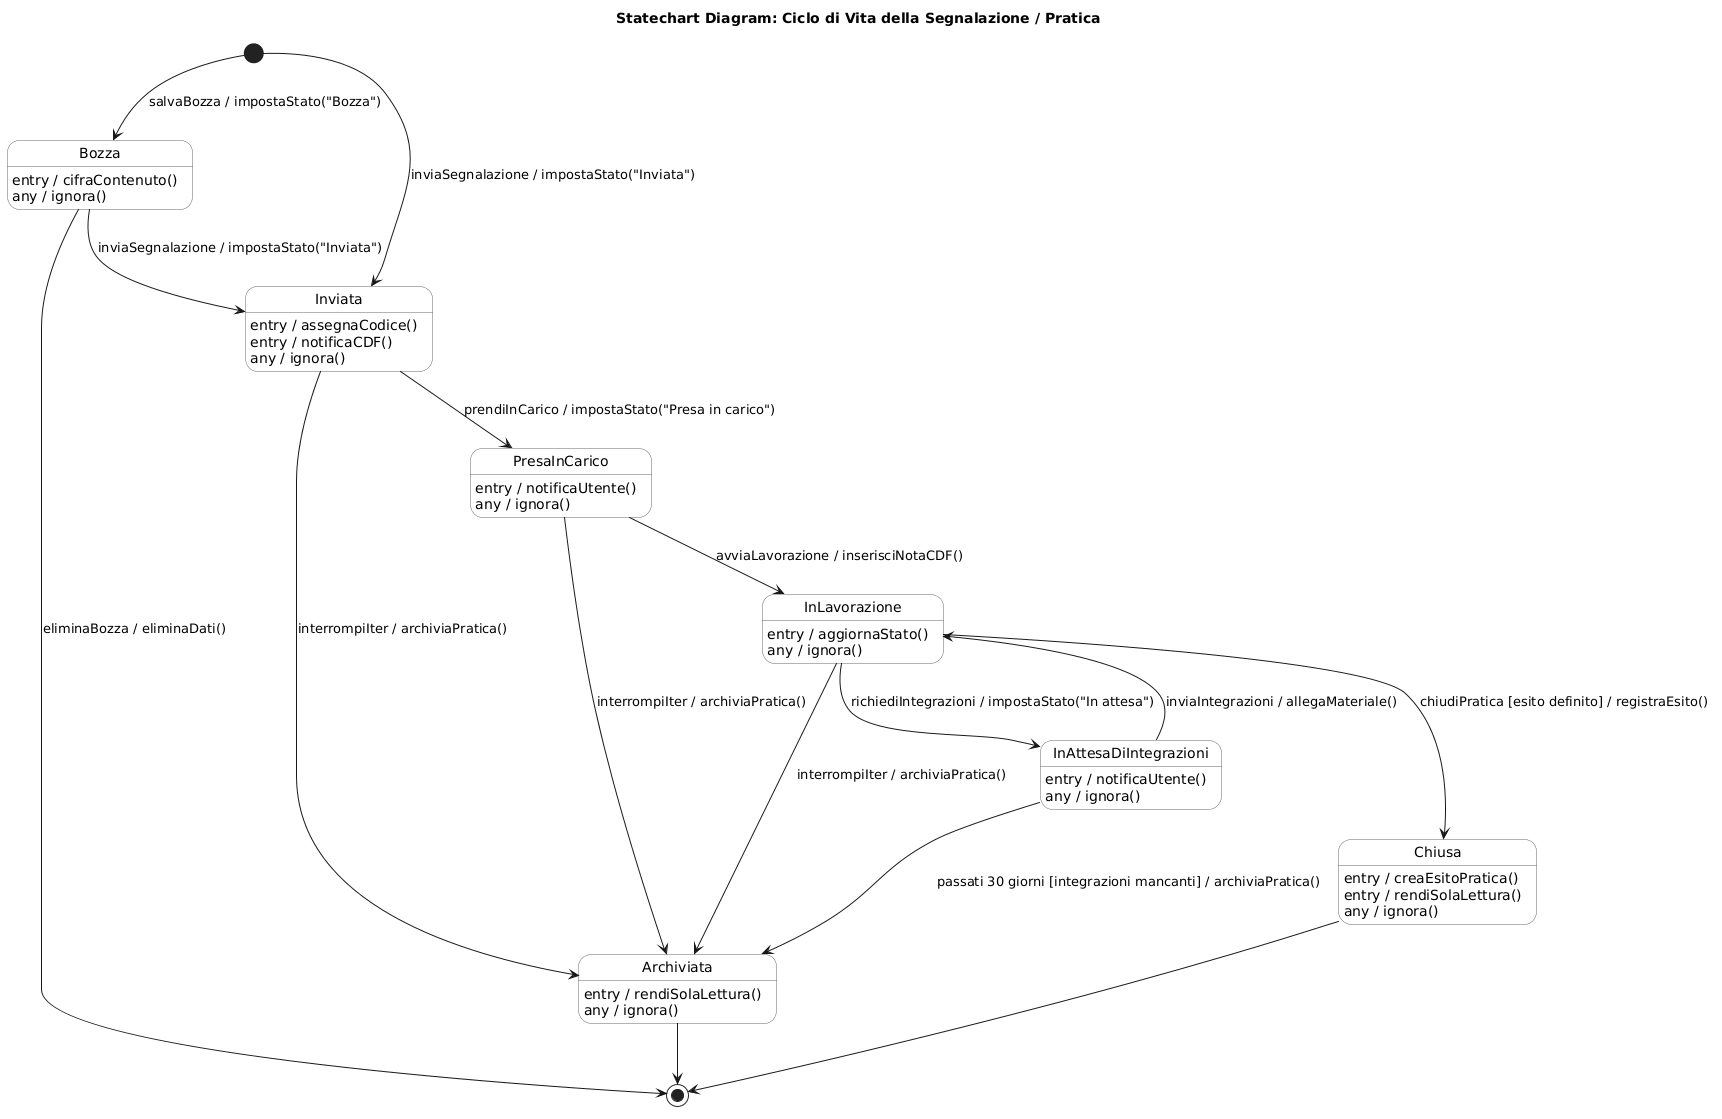 Statechart Diagram: Ciclo di Vita della Segnalazione / Pratica
salvaBozza / impostaStato("Bozza")
Bozza
entry / cifraContenuto()
any / ignora()
inviaSegnalazione / impostaStato("Inviata")
inviaSegnalazione / impostaStato("Inviata")
Inviata
entry / assegnaCodice()
entry / notificaCDF()
any / ignora()
prendiInCarico / impostaStato("Presa in carico")
PresaInCarico
entry / notificaUtente()
any / ignora()
avviaLavorazione / inserisciNotaCDF()
InLavorazione
entry / aggiornaStato()
any / ignora()
eliminaBozza / eliminaDati()
interrompiIter / archiviaPratica()
interrompiIter / archiviaPratica()
richiediIntegrazioni / impostaStato("In attesa")
inviaIntegrazioni / allegaMateriale()
chiudiPratica [esito definito] / registraEsito()
interrompiIter / archiviaPratica()
InAttesaDiIntegrazioni
entry / notificaUtente()
any / ignora()
passati 30 giorni [integrazioni mancanti] / archiviaPratica()
Chiusa
entry / creaEsitoPratica()
entry / rendiSolaLettura()
any / ignora()
Archiviata
entry / rendiSolaLettura()
any / ignora()